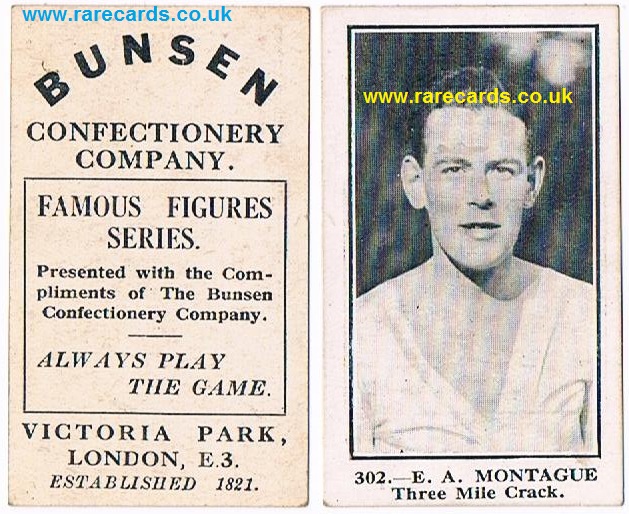 www.rarecards.co.uk
BUNSEN
CONFECTIONERY
COMPANY.
FAMOUS FIGURES
SERIES.
Presented with the Com-
pliments of The Bunsen
Confectionery Company.
ALWAYS PLAY
THE GAME.
VICTORIA PARK,
LONDON, E.3.
ESTABLISHED 1821.
www.rarecards.co.uk
302.—E. A. MONTAGUE
Three Mile Crack.